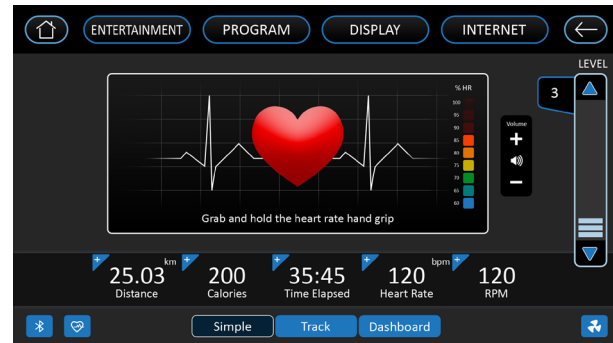 ENTERTAINMENT
PROGRAM
DISPLAY
INTERNET
LEVEL
3
% HR
100
95
90
85
80
75
70
65
60
Volume
+
−
Grab and hold the heart rate hand grip
km
bpm
25.03
200
35:45
120
120
Distance
Calories
Time Elapsed
Heart Rate
RPM
Simple
Track
Dashboard